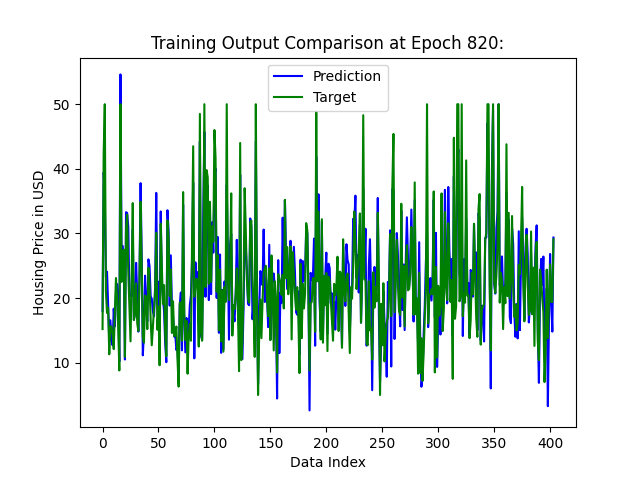 Training Output Comparison at Epoch 820:
Prediction
Target
Housing Price in USD
50
40
30
20
10
0 50 100 150 200 250 300 350 400
Data Index